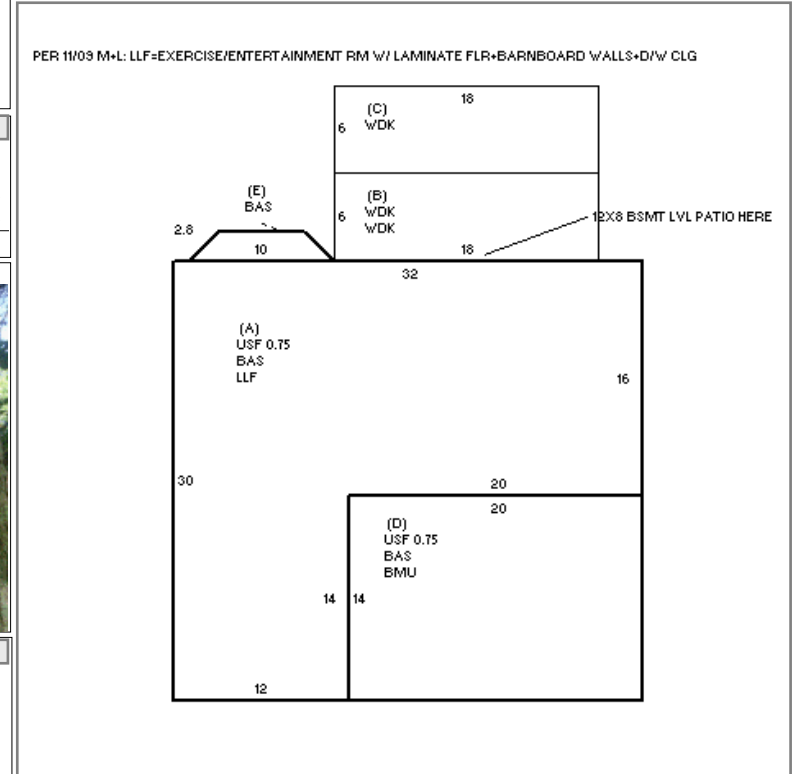 PER 11/09 M+L: LLF=EXERCISE/ENTERTAINMENT RM W/ LAMINATE FLR+BARNBOARD WALLS+D/W CLG
18
(C)
WDK
6
(E)
BAS
(B)
WDK
WDK
6
12X8 BSMT LVL PATIO HERE
2.8
10
18
32
(A)
USF 0.75
BAS
LLF
16
30
20
20
(D)
USF 0.75
BAS
BMU
14
14
12